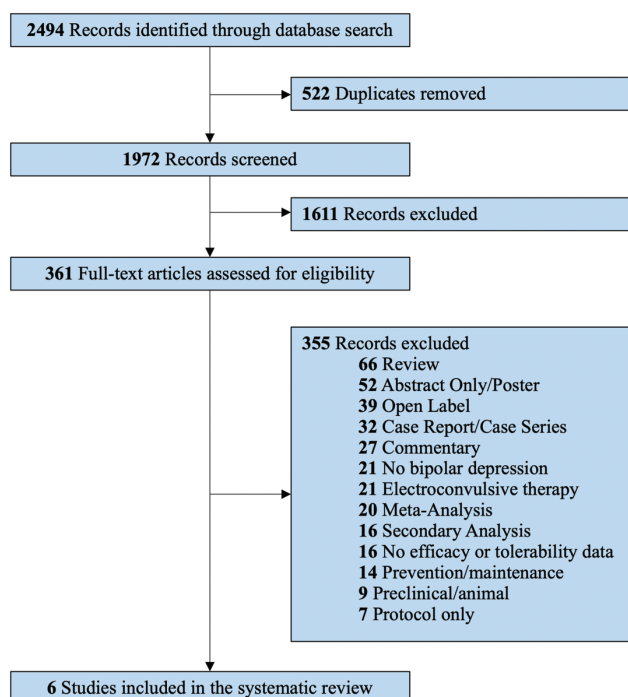 2494 Records identified through database search
522 Duplicates removed
1972 Records screened
1611 Records excluded
361 Full-text articles assessed for eligibility
355 Records excluded
66 Review
52 Abstract Only/Poster
39 Open Label
32 Case Report/Case Series
27 Commentary
21 No bipolar depression
21 Electroconvulsive therapy
20 Meta-Analysis
16 Secondary Analysis
16 No efficacy or tolerability data
14 Prevention/maintenance
9 Preclinical/animal
7 Protocol only
6 Studies included in the systematic review